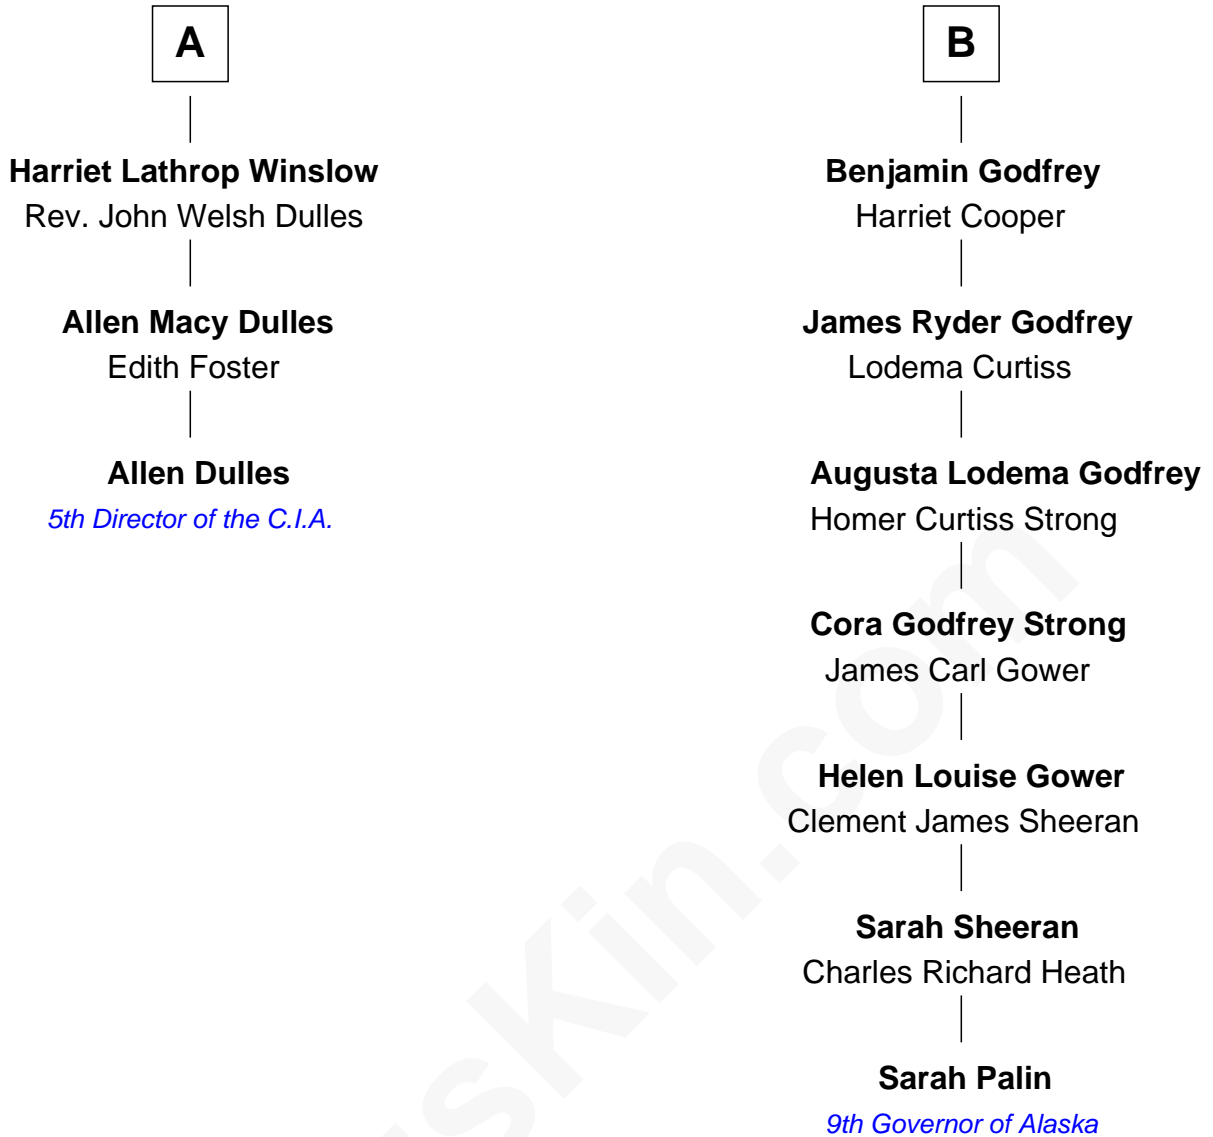 A
Harriet Lathrop Winslow
Rev. John Welsh Dulles
Allen Macy Dulles
Edith Foster
Allen Dulles
5th Director of the C.I.A.
B
Benjamin Godfrey
Harriet Cooper
James Ryder Godfrey
Lodema Curtiss
Augusta Lodema Godfrey
Homer Curtiss Strong
Cora Godfrey Strong
James Carl Gower
Helen Louise Gower
Clement James Sheeran
Sarah Sheeran
Charles Richard Heath
Sarah Palin
9th Governor of Alaska
sKin.com